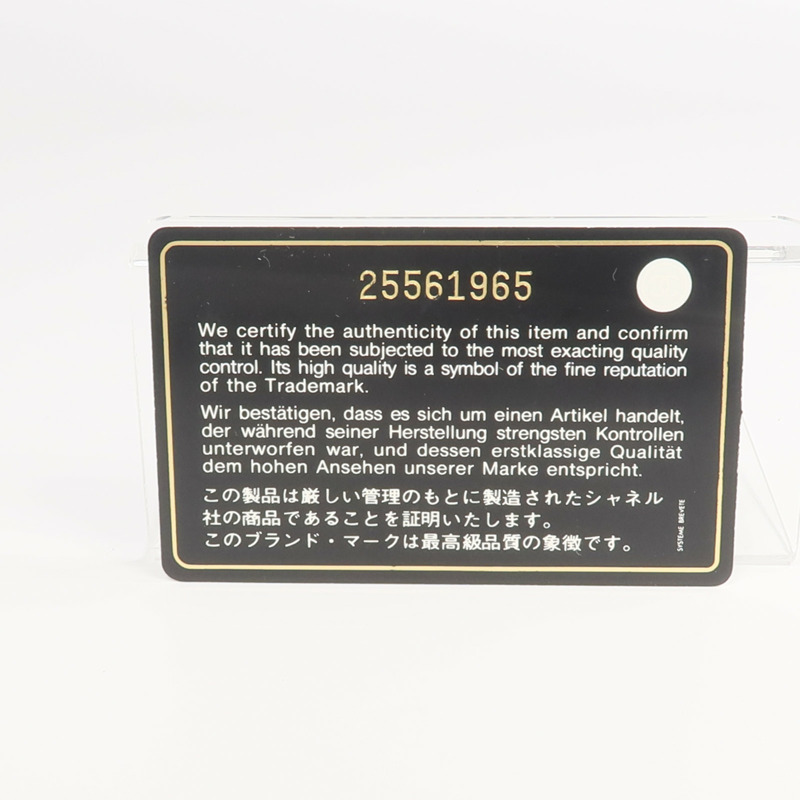 25561965
We certify the authenticity of this item and confirm
that it has been subjected to the most exacting quality
control. Its high quality is a symbol of the fine reputation
of the Trademark.
Wir bestätigen, dass es sich um einen Artikel handelt,
der während seiner Herstellung strengsten Kontrollen
unterworfen war, und dessen erstklassige Qualität
dem hohen Ansehen unserer Marke entspricht.
この製品は厳しい管理のもとに製造されたシャネル
社の商品であることを証明いたします。
このブランド・マークは最高級品質の象徴です。
SYSTEME BREVETE